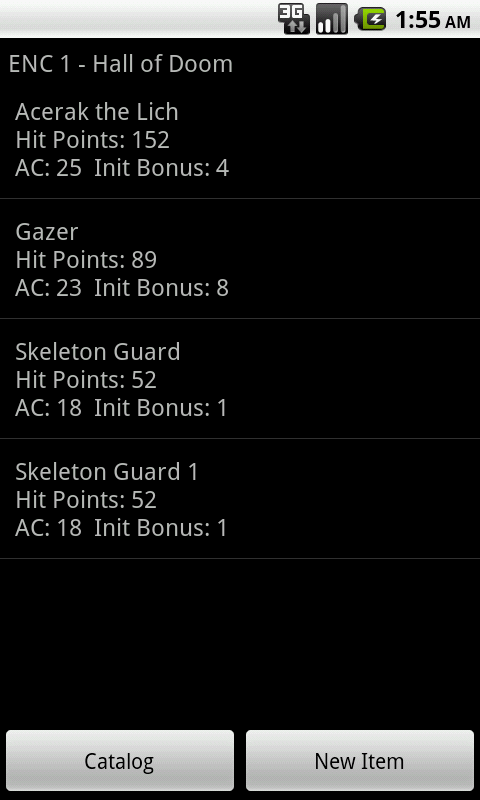 3G
1:55 AM
ENC 1 - Hall of Doom
Acerak the Lich
Hit Points: 152
AC: 25  Init Bonus: 4
Gazer
Hit Points: 89
AC: 23  Init Bonus: 8
Skeleton Guard
Hit Points: 52
AC: 18  Init Bonus: 1
Skeleton Guard 1
Hit Points: 52
AC: 18  Init Bonus: 1
Catalog
New Item